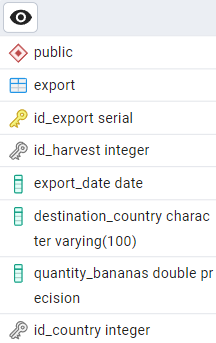 public
export
id_export serial
id_harvest integer
export_date date
destination_country charac
ter varying(100)
quantity_bananas double pr
ecision
id_country integer